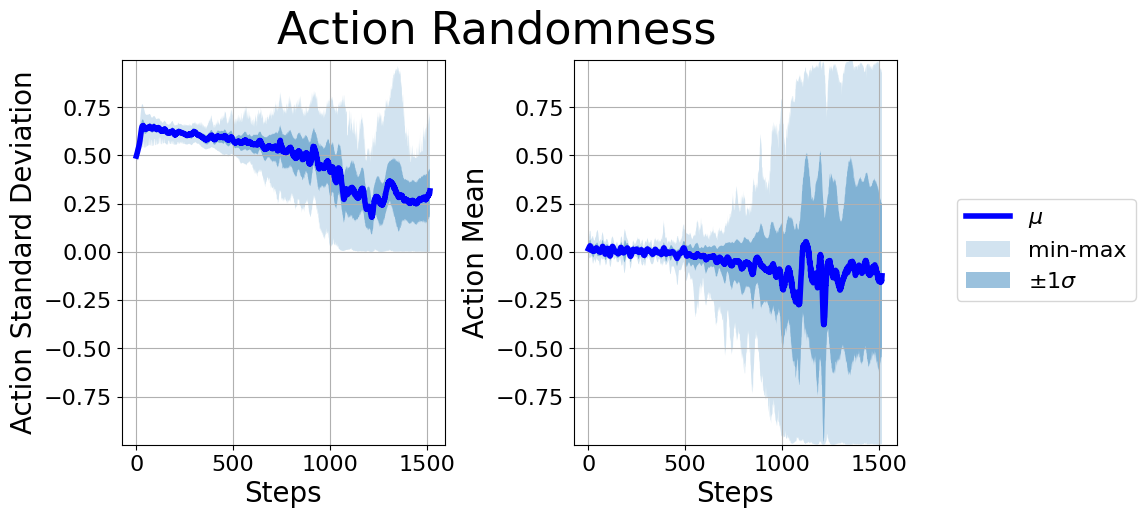 Action Randomness
Action Standard Deviation
0.75
0.50
0.25
0.00
−0.25
−0.50
−0.75
0 500 1000 1500
Steps
Action Mean
0.75
0.50
0.25
0.00
−0.25
−0.50
−0.75
0 500 1000 1500
Steps
μ
min-max
±1σ